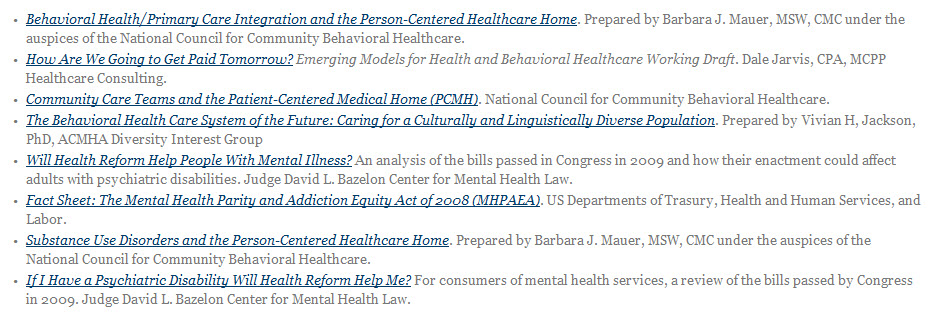 • Behavioral Health/Primary Care Integration and the Person-Centered Healthcare Home. Prepared by Barbara J. Mauer, MSW, CMC under the
auspices of the National Council for Community Behavioral Healthcare.
• How Are We Going to Get Paid Tomorrow? Emerging Models for Health and Behavioral Healthcare Working Draft. Dale Jarvis, CPA, MCPP
Healthcare Consulting.
• Community Care Teams and the Patient-Centered Medical Home (PCMH). National Council for Community Behavioral Healthcare.
• The Behavioral Health Care System of the Future: Caring for a Culturally and Linguistically Diverse Population. Prepared by Vivian H, Jackson,
PhD, ACMHA Diversity Interest Group
• Will Health Reform Help People With Mental Illness? An analysis of the bills passed in Congress in 2009 and how their enactment could affect
adults with psychiatric disabilities. Judge David L. Bazelon Center for Mental Health Law.
• Fact Sheet: The Mental Health Parity and Addiction Equity Act of 2008 (MHPAEA). US Departments of Trasury, Health and Human Services, and
Labor.
• Substance Use Disorders and the Person-Centered Healthcare Home. Prepared by Barbara J. Mauer, MSW, CMC under the auspices of the
National Council for Community Behavioral Healthcare.
• If I Have a Psychiatric Disability Will Health Reform Help Me? For consumers of mental health services, a review of the bills passed by Congress
in 2009. Judge David L. Bazelon Center for Mental Health Law.